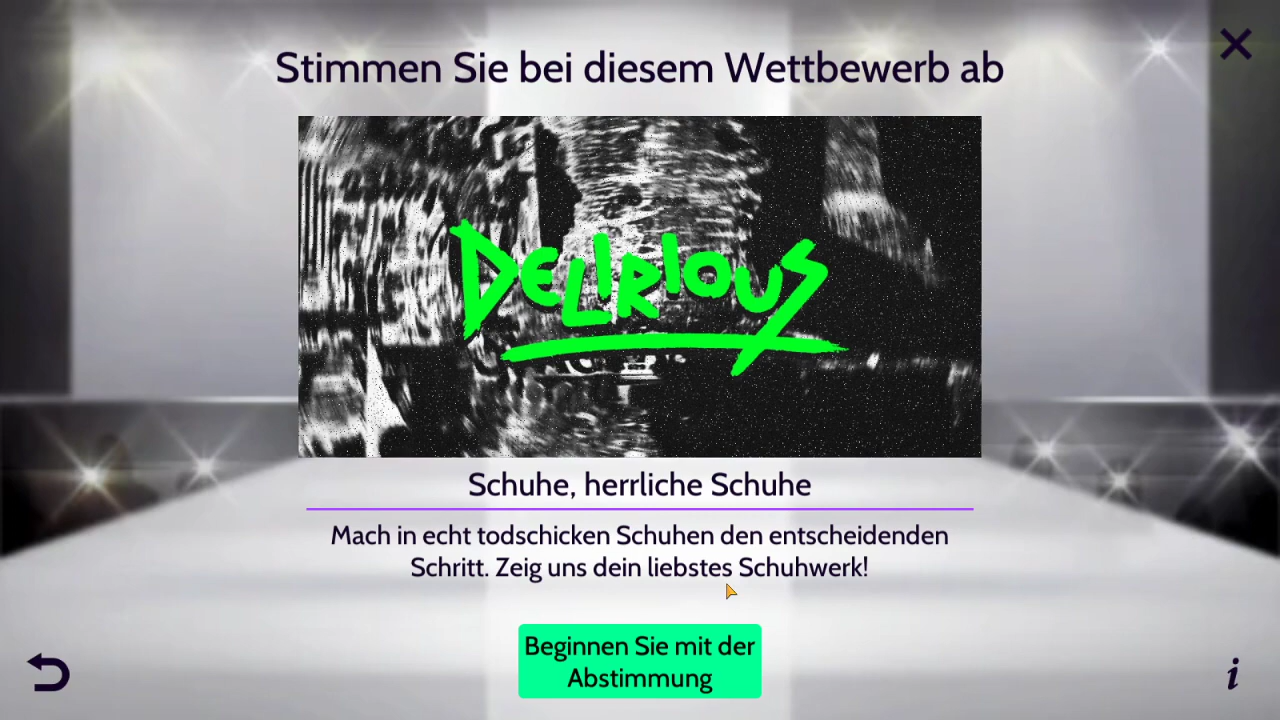 Stimmen Sie bei diesem Wettbewerb ab
DELIRIOUS
Schuhe, herrliche Schuhe
Mach in echt todschicken Schuhen den entscheidenden
Schritt. Zeig uns dein liebstes Schuhwerk!
Beginnen Sie mit der
Abstimmung
i